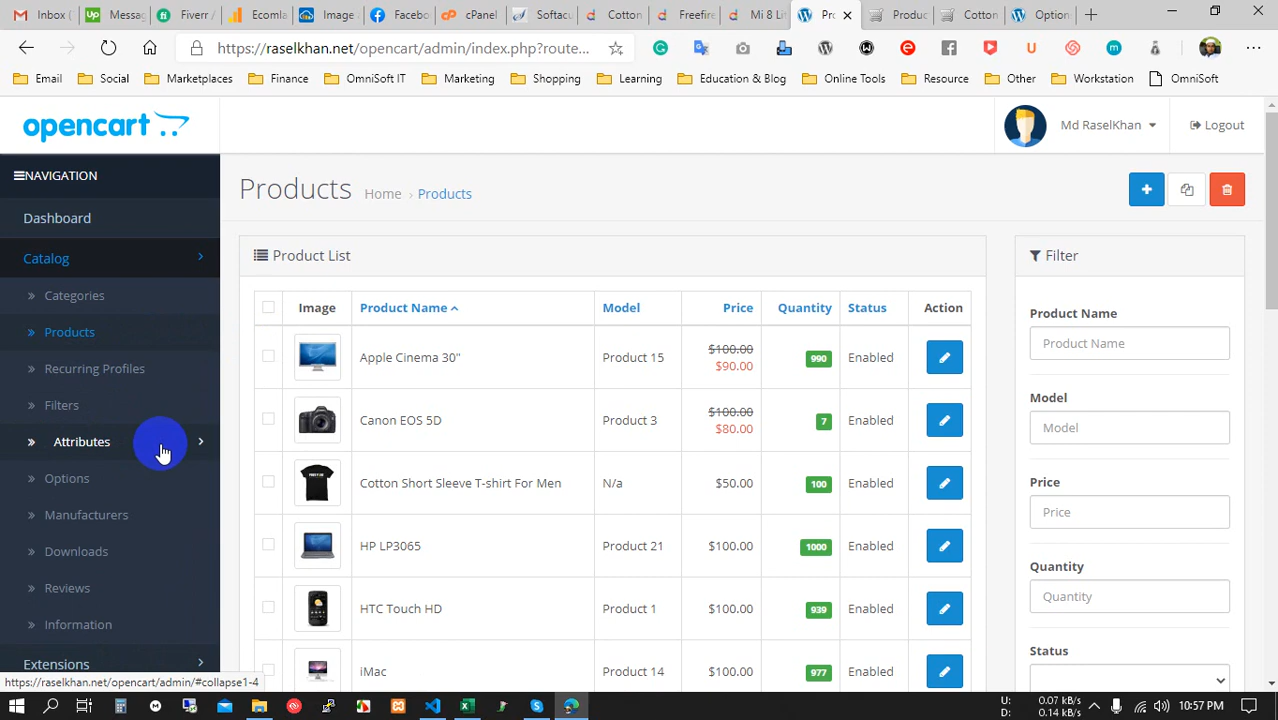 Inbox
Messag
Fiverr /
Ecomla
Image
Facebo
cPanel
Softacu
Cotton
Freefire
Mi 8 Lit
Pro
Produc
Cotton
Option
https://raselkhan.net/opencart/admin/index.php?route...
Email
Social
Marketplaces
Finance
OmniSoft IT
Marketing
Shopping
Learning
Education & Blog
Online Tools
Resource
Other
Workstation
OmniSoft
opencart
Md RaselKhan
Logout
NAVIGATION
Dashboard
Catalog
Categories
Products
Recurring Profiles
Filters
Attributes
Options
Manufacturers
Downloads
Reviews
Information
Extensions
Products Home › Products
Product List
Image Product Name Model Price Quantity Status Action
Apple Cinema 30" Product 15 $100.00 $90.00 990 Enabled
Canon EOS 5D Product 3 $100.00 $80.00 7 Enabled
Cotton Short Sleeve T-shirt For Men N/a $50.00 100 Enabled
HP LP3065 Product 21 $100.00 1000 Enabled
HTC Touch HD Product 1 $100.00 939 Enabled
iMac Product 14 $100.00 977 Enabled
Filter
Product Name
Product Name
Model
Model
Price
Price
Quantity
Quantity
Status
https://raselkhan.net/opencart/admin/#collapse1-4
U: 0.07 kB/s
D: 0.14 kB/s
10:57 PM